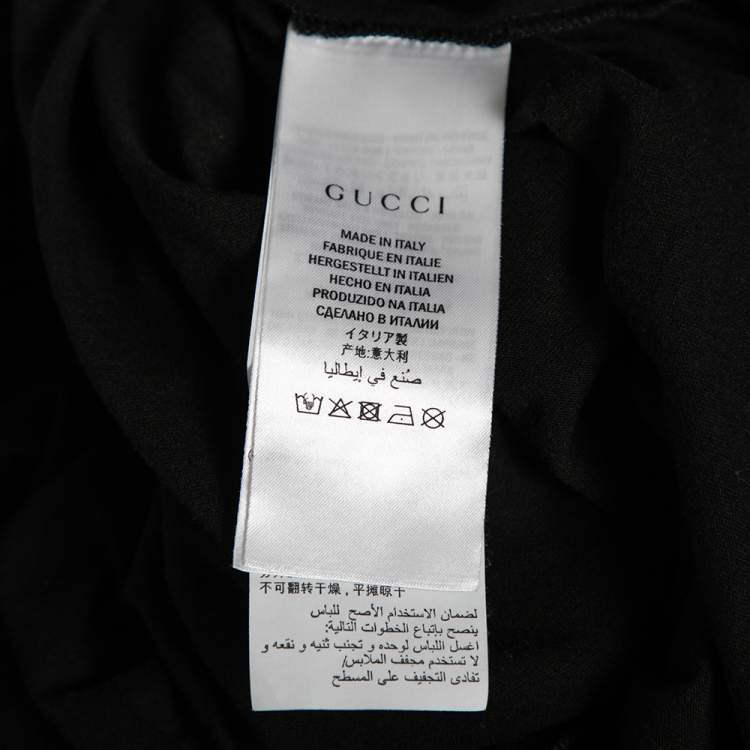 GUCCI
MADE IN ITALY
FABRIQUE EN ITALIE
HERGESTELLT IN ITALIEN
HECHO EN ITALIA
PRODUZIDO NA ITALIA
СДЕЛАНО В ИТАЛИИ
イタリア製
产地:意大利
صُنع في إيطاليا
不可翻转干燥，平摊晾干
لضمان الاستخدام الأصح للباس
ينصح بإتباع الخطوات التالية:
اغسل اللباس لوحده و تجنب ثنيه و نقعه و
لا تستخدم مجفف الملابس/
تفادى التجفيف على المسطح